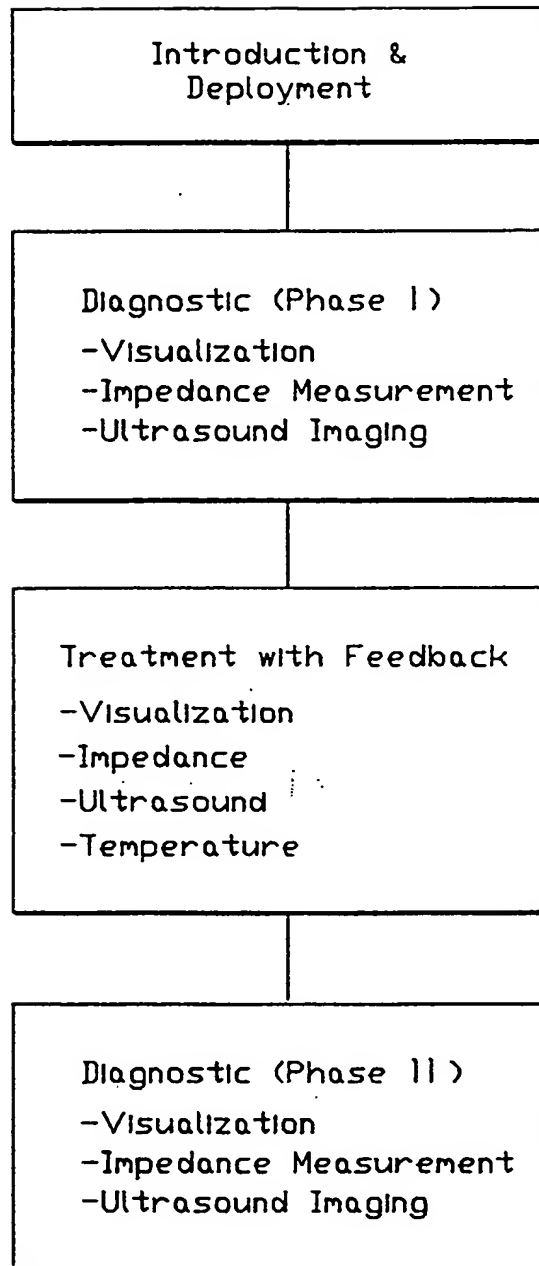 Introduction &
Deployment
Diagnostic (Phase I)
-Visualization
-Impedance Measurement
-Ultrasound Imaging
Treatment with Feedback
-Visualization
-Impedance
-Ultrasound
-Temperature
Diagnostic (Phase II)
-Visualization
-Impedance Measurement
-Ultrasound Imaging